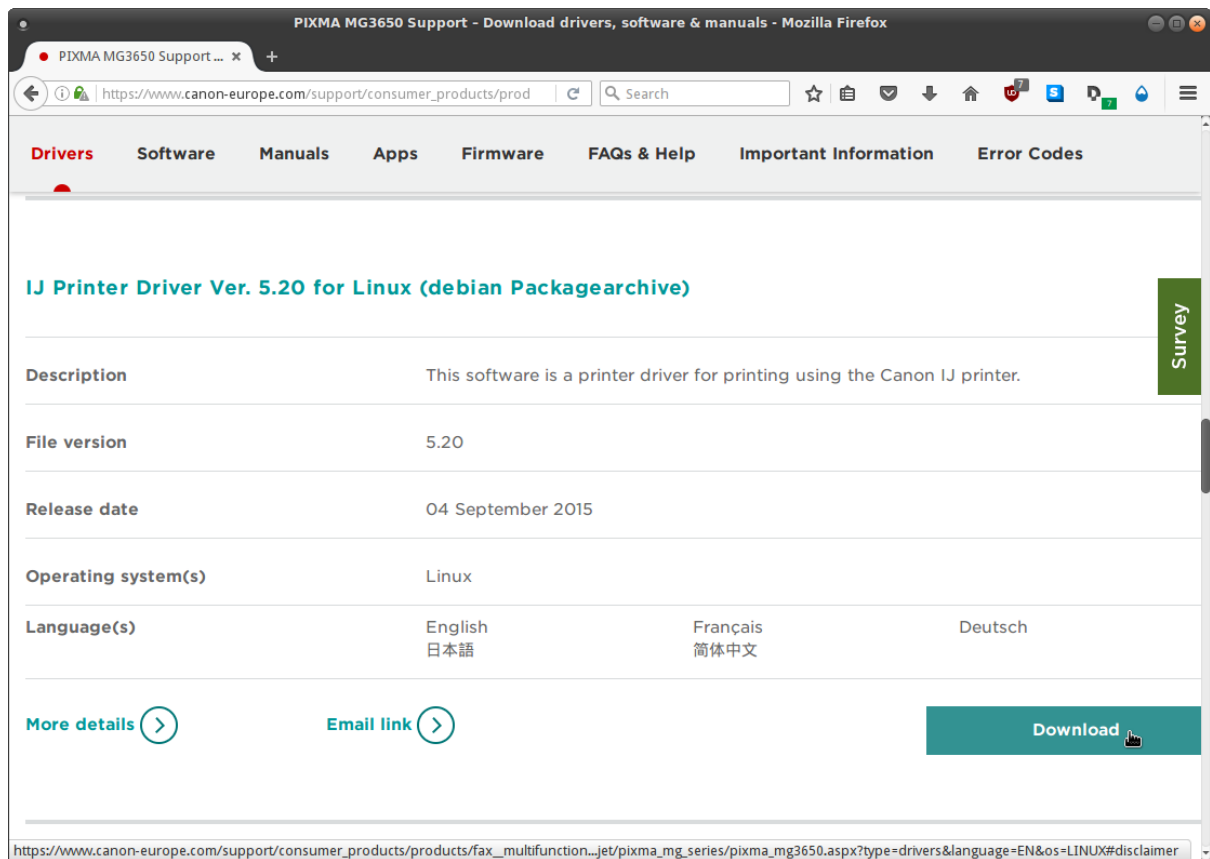 PIXMA MG3650 Support – Download drivers, software & manuals - Mozilla Firefox
PIXMA MG3650 Support ... × +
https://www.canon-europe.com/support/consumer_products/prod
Search
7
S
D
7
Drivers Software Manuals Apps Firmware FAQs & Help Important Information Error Codes
IJ Printer Driver Ver. 5.20 for Linux (debian Packagearchive)
Survey
Description This software is a printer driver for printing using the Canon IJ printer.
File version 5.20
Release date 04 September 2015
Operating system(s) Linux
Language(s) English Français Deutsch
日本語 简体中文
More details Email link Download
https://www.canon-europe.com/support/consumer_products/products/fax__multifunction...jet/pixma_mg_series/pixma_mg3650.aspx?type=drivers&language=EN&os=LINUX#disclaimer